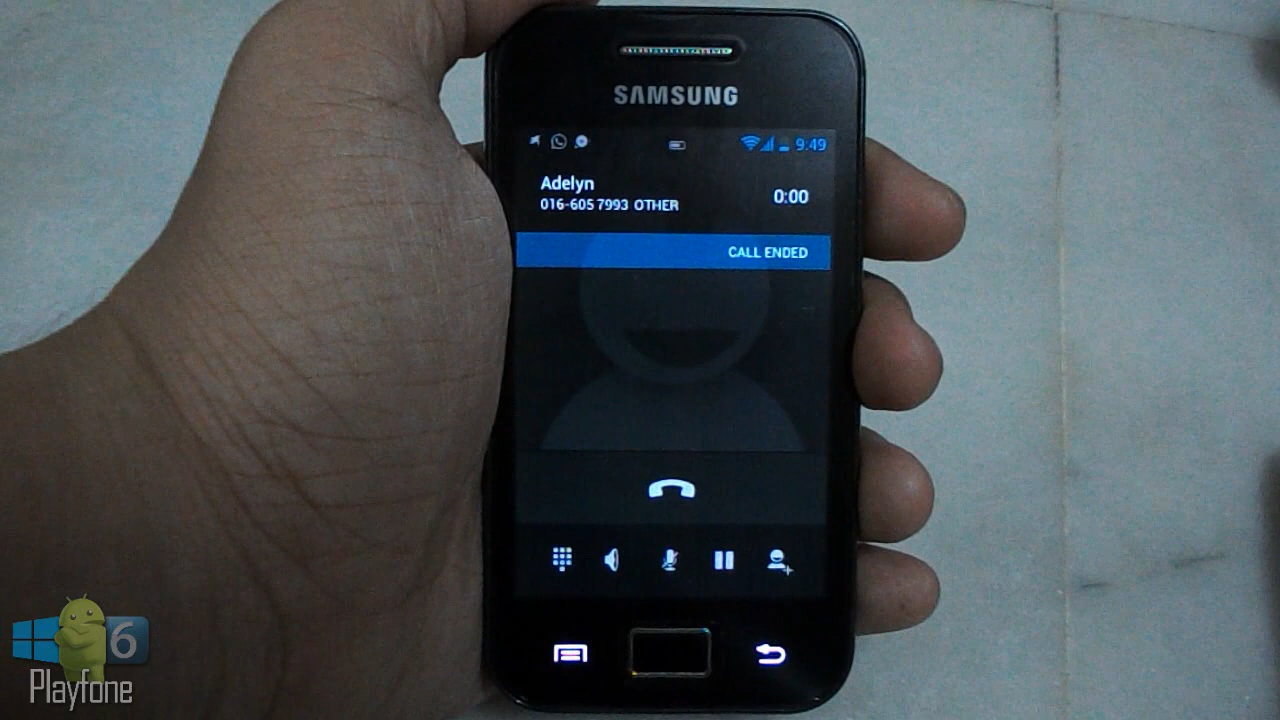 SAMSUNG
9:49
Adelyn
016-605 7993 OTHER
0:00
CALL ENDED
6
Playfone